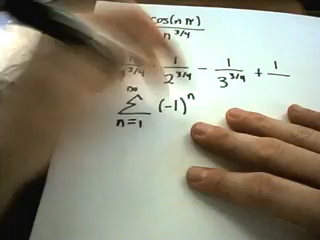 cos(nπ)
n^3/4
1/2^3/4 - 1/3^3/4 + 1
∞
∑ (-1)^n
n=1